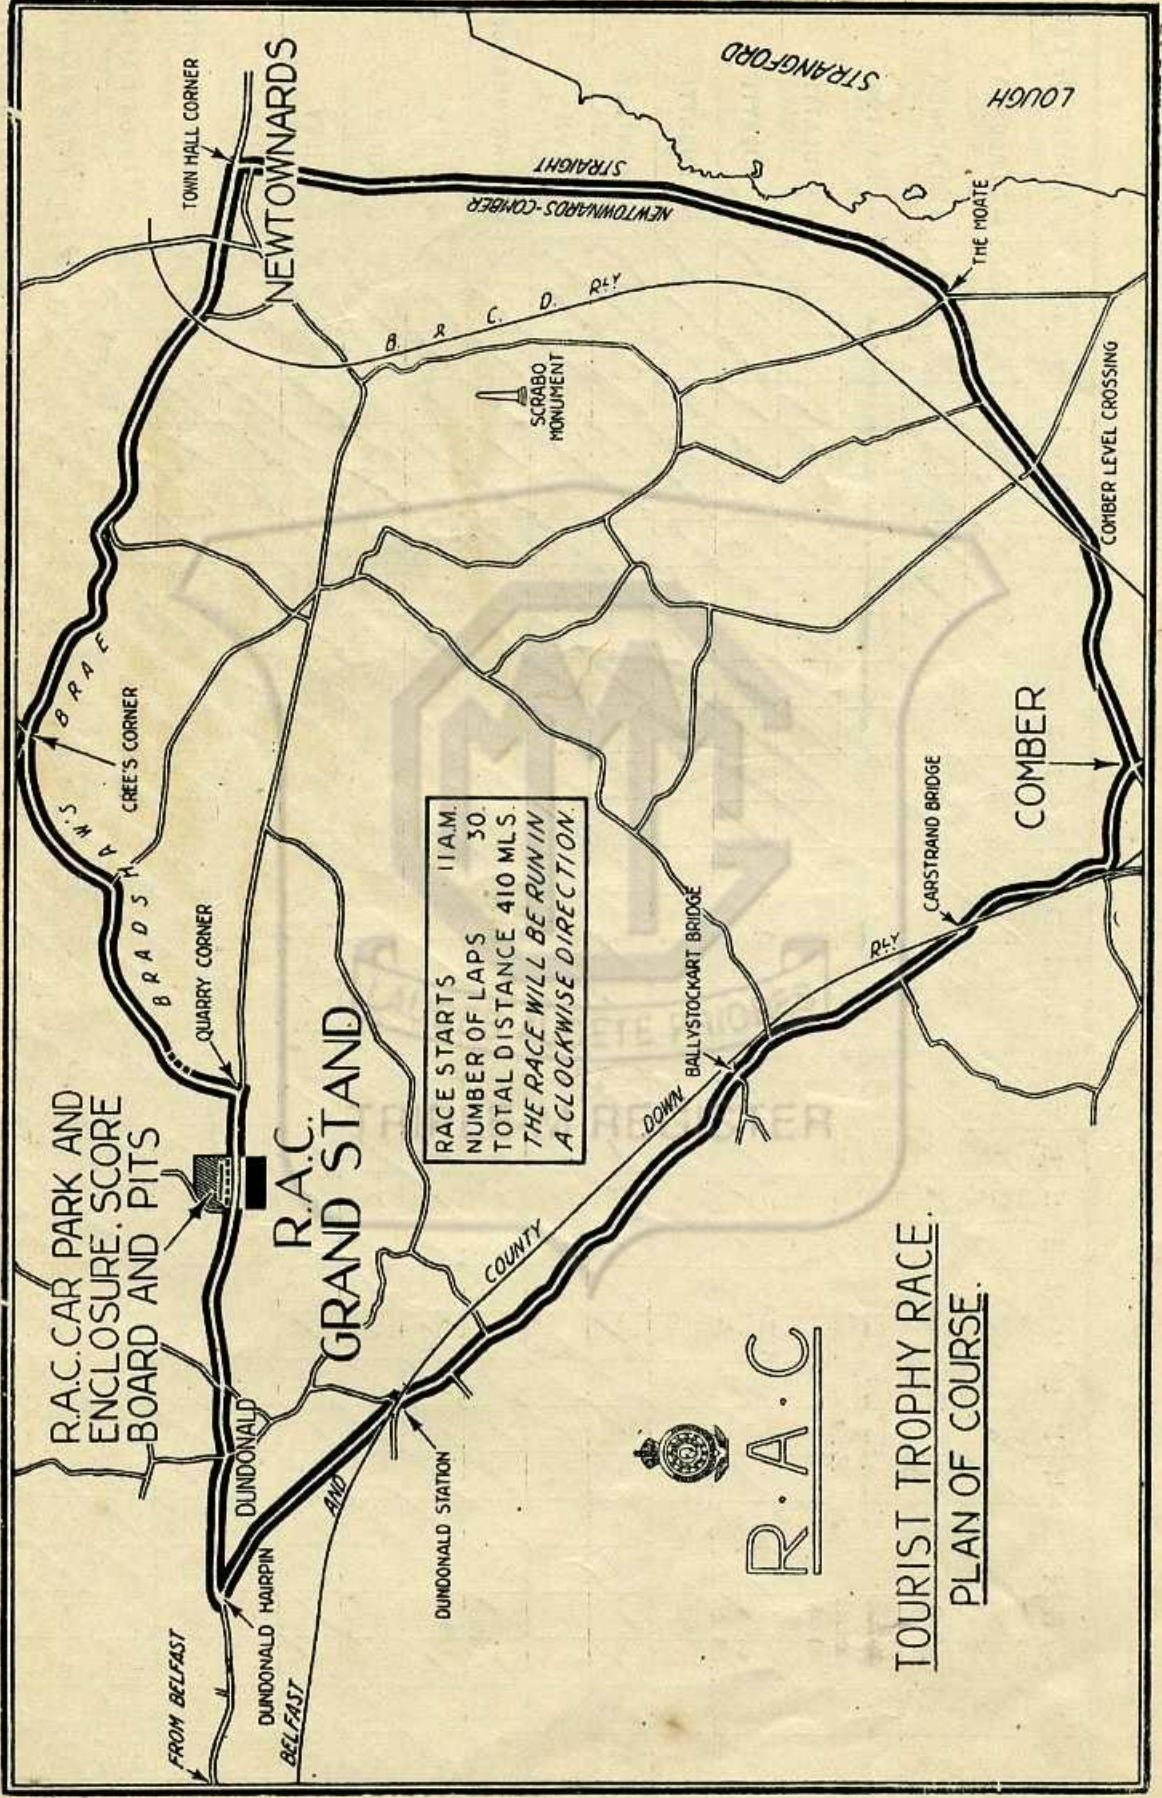 R.A.C. CAR PARK AND
ENCLOSURE. SCORE
BOARD AND PITS
FROM BELFAST
DUNDONALD HAIRPIN
DUNDONALD
R.A.C.
GRAND STAND
QUARRY CORNER
BRADSHAW'S BRAE
CREE'S CORNER
TOWN HALL CORNER
NEWTOWNARDS
NEWTOWNARDS-COMBER
STRAIGHT
STRANGFORD
LOUGH
B. & C. D. RLY
SCRABO
MONUMENT
THE MOATE
COMBER LEVEL CROSSING
COMBER
CARSTRAND BRIDGE
BALLYSTOCKART BRIDGE
BELFAST AND COUNTY DOWN RLY
DUNDONALD STATION
RACE STARTS 11 A.M.
NUMBER OF LAPS 30.
TOTAL DISTANCE 410 MLS.
THE RACE WILL BE RUN IN
A CLOCKWISE DIRECTION.
R.A.C
TOURIST TROPHY RACE.
PLAN OF COURSE.
MG